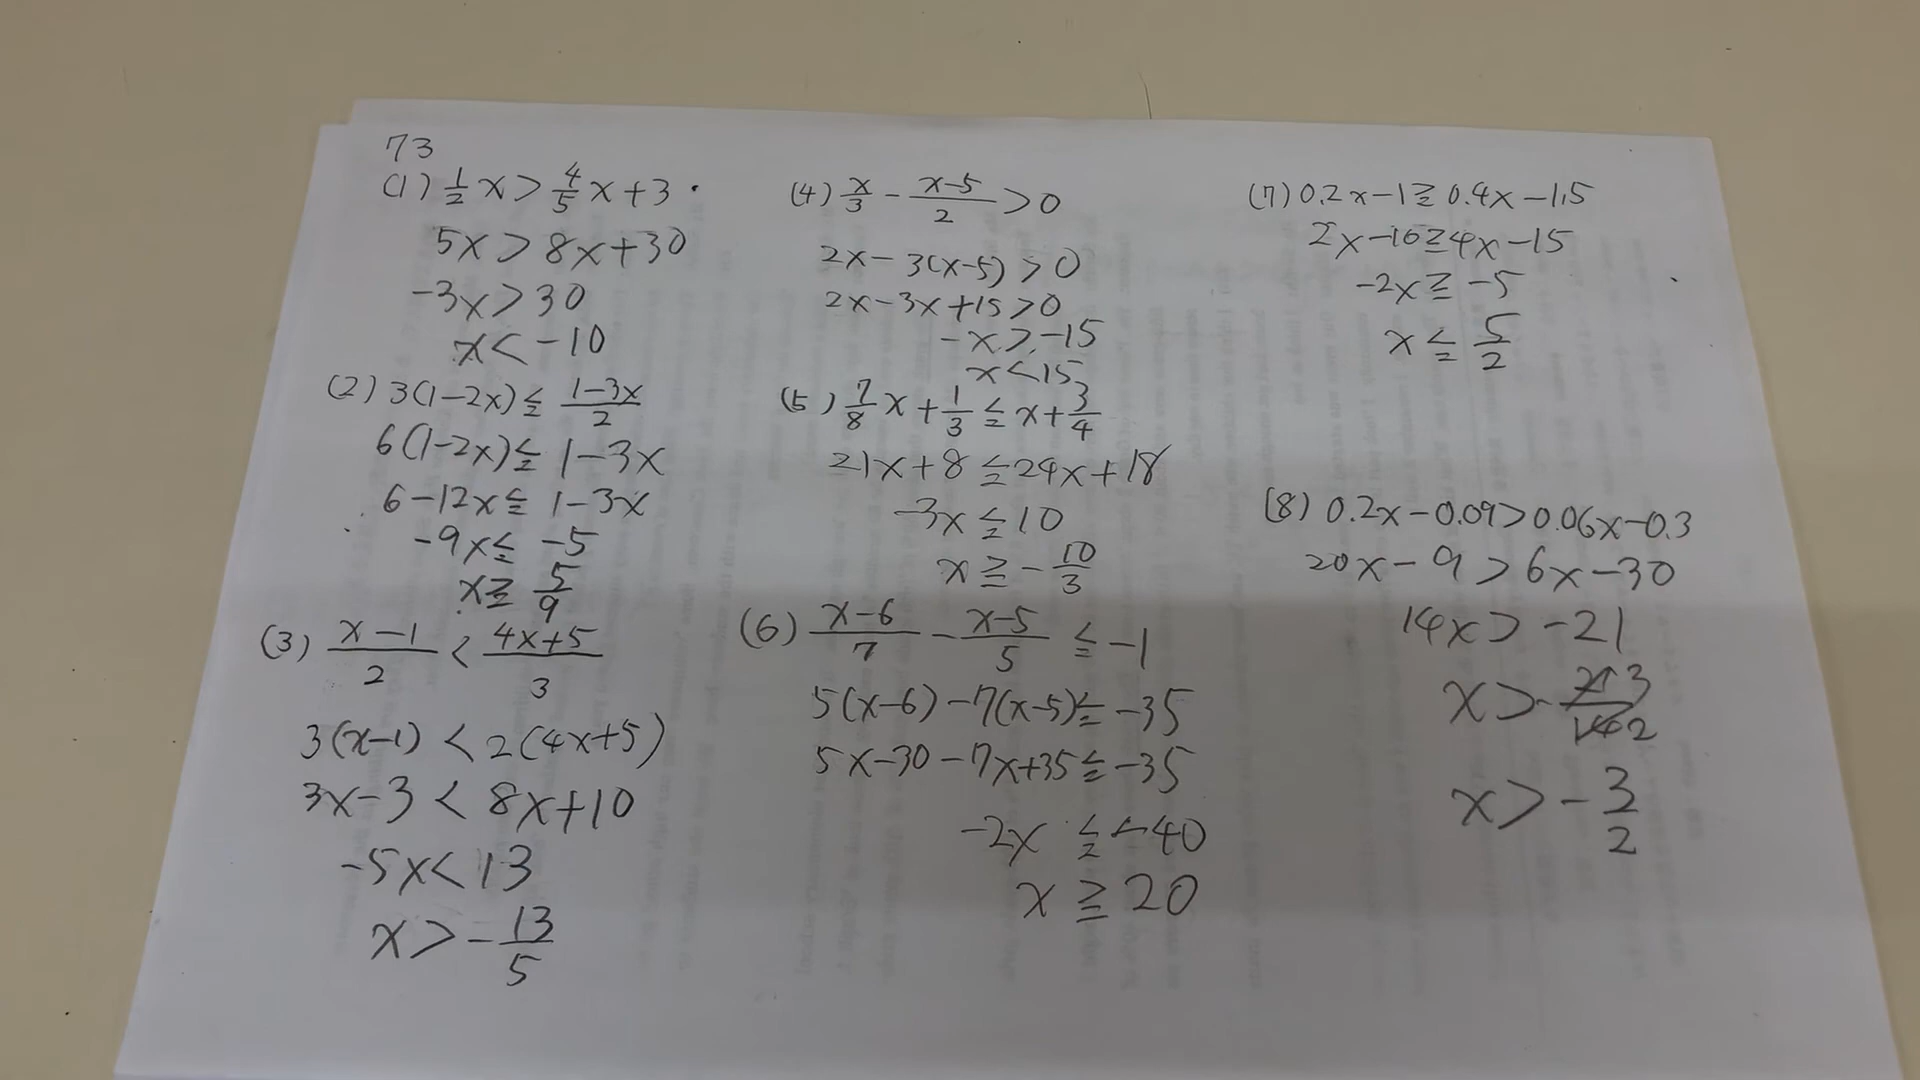 73
(1) 1/2 x > 4/5 x + 3
5x > 8x + 30
-3x > 30
x < -10
(2) 3(1-2x) ≦ (1-3x)/2
6(1-2x) ≦ 1-3x
6-12x ≦ 1-3x
-9x ≦ -5
x ≧ 5/9
(3) (x-1)/2 < (4x+5)/3
3(x-1) < 2(4x+5)
3x-3 < 8x+10
-5x < 13
x > -13/5
(4) x/3 - (x-5)/2 > 0
2x - 3(x-5) > 0
2x - 3x + 15 > 0
-x > -15
x < 15
(5) 7/8 x + 1/3 ≦ x + 3/4
21x + 8 ≦ 24x + 18
-3x ≦ 10
x ≧ -10/3
(6) (x-6)/7 - (x-5)/5 ≦ -1
5(x-6) - 7(x-5) ≦ -35
5x-30-7x+35 ≦ -35
-2x ≦ -40
x ≧ 20
(7) 0.2x-1 ≧ 0.4x-1.5
2x-10 ≧ 4x-15
-2x ≧ -5
x ≦ 5/2
(8) 0.2x-0.09 > 0.06x-0.3
20x-9 > 6x-30
14x > -21
x > -21 3/14 2
x > -3/2